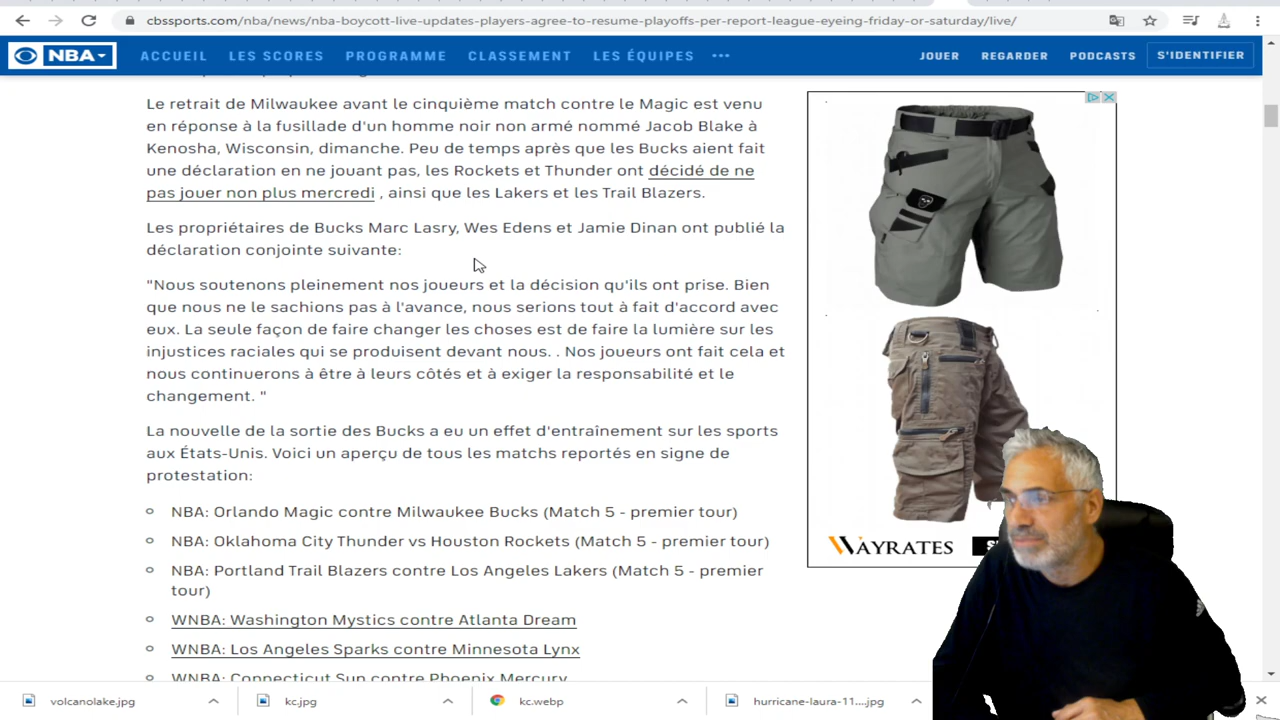 cbssports.com/nba/news/nba-boycott-live-updates-players-agree-to-resume-playoffs-per-report-league-eyeing-friday-or-saturday/live/
NBA ACCUEIL LES SCORES PROGRAMME CLASSEMENT LES ÉQUIPES ••• JOUER REGARDER PODCASTS S'IDENTIFIER
Le retrait de Milwaukee avant le cinquième match contre le Magic est venu
en réponse à la fusillade d'un homme noir non armé nommé Jacob Blake à
Kenosha, Wisconsin, dimanche. Peu de temps après que les Bucks aient fait
une déclaration en ne jouant pas, les Rockets et Thunder ont décidé de ne
pas jouer non plus mercredi , ainsi que les Lakers et les Trail Blazers.
Les propriétaires de Bucks Marc Lasry, Wes Edens et Jamie Dinan ont publié la
déclaration conjointe suivante:
"Nous soutenons pleinement nos joueurs et la décision qu'ils ont prise. Bien
que nous ne le sachions pas à l'avance, nous serions tout à fait d'accord avec
eux. La seule façon de faire changer les choses est de faire la lumière sur les
injustices raciales qui se produisent devant nous. . Nos joueurs ont fait cela et
nous continuerons à être à leurs côtés et à exiger la responsabilité et le
changement. "
La nouvelle de la sortie des Bucks a eu un effet d'entraînement sur les sports
aux États-Unis. Voici un aperçu de tous les matchs reportés en signe de
protestation:
NBA: Orlando Magic contre Milwaukee Bucks (Match 5 - premier tour)
NBA: Oklahoma City Thunder vs Houston Rockets (Match 5 - premier tour)
NBA: Portland Trail Blazers contre Los Angeles Lakers (Match 5 - premier
tour)
WNBA: Washington Mystics contre Atlanta Dream
WNBA: Los Angeles Sparks contre Minnesota Lynx
WNBA: Connecticut Sun contre Phoenix Mercury
WAYRATES
volcanolake.jpg kc.jpg kc.webp hurricane-laura-11....jpg